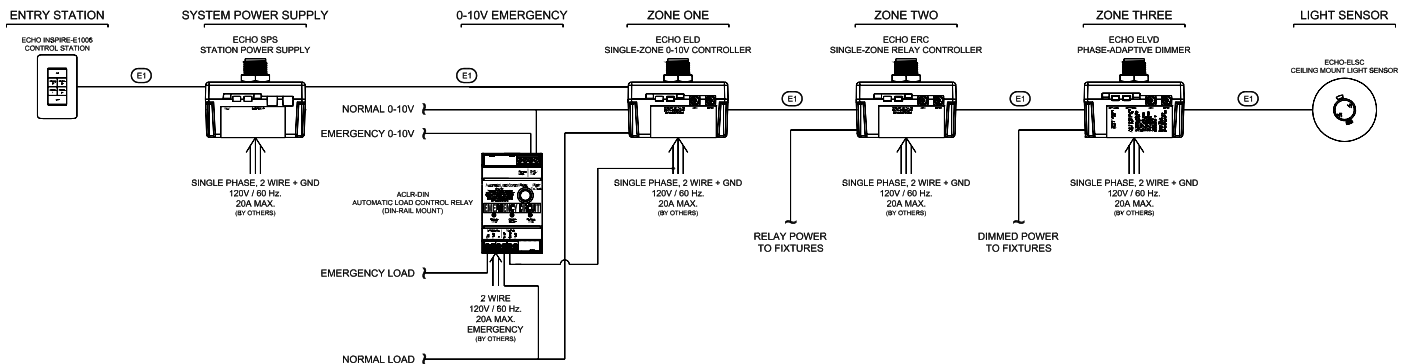 ENTRY STATION
ECHO INSPIRE-E1006
CONTROL STATION
E1
SYSTEM POWER SUPPLY
ECHO SPS
STATION POWER SUPPLY
SINGLE PHASE, 2 WIRE + GND
120V / 60 Hz.
20A MAX.
(BY OTHERS)
0-10V EMERGENCY
E1
NORMAL 0-10V
EMERGENCY 0-10V
ACLR-DIN
AUTOMATIC LOAD CONTROL RELAY
(DIN-RAIL MOUNT)
EMERGENCY CIRCUIT
EMERGENCY LOAD
2 WIRE
120V / 60 Hz.
20A MAX.
EMERGENCY
(BY OTHERS)
NORMAL LOAD
ZONE ONE
ECHO ELD
SINGLE-ZONE 0-10V CONTROLLER
SINGLE PHASE, 2 WIRE + GND
120V / 60 Hz.
20A MAX.
(BY OTHERS)
E1
RELAY POWER
TO FIXTURES
ZONE TWO
ECHO ERC
SINGLE-ZONE RELAY CONTROLLER
SINGLE PHASE, 2 WIRE + GND
120V / 60 Hz.
20A MAX.
(BY OTHERS)
E1
DIMMED POWER
TO FIXTURES
ZONE THREE
ECHO ELVD
PHASE-ADAPTIVE DIMMER
SINGLE PHASE, 2 WIRE + GND
120V / 60 Hz.
20A MAX.
(BY OTHERS)
E1
LIGHT SENSOR
ECHO-ELSC
CEILING MOUNT LIGHT SENSOR